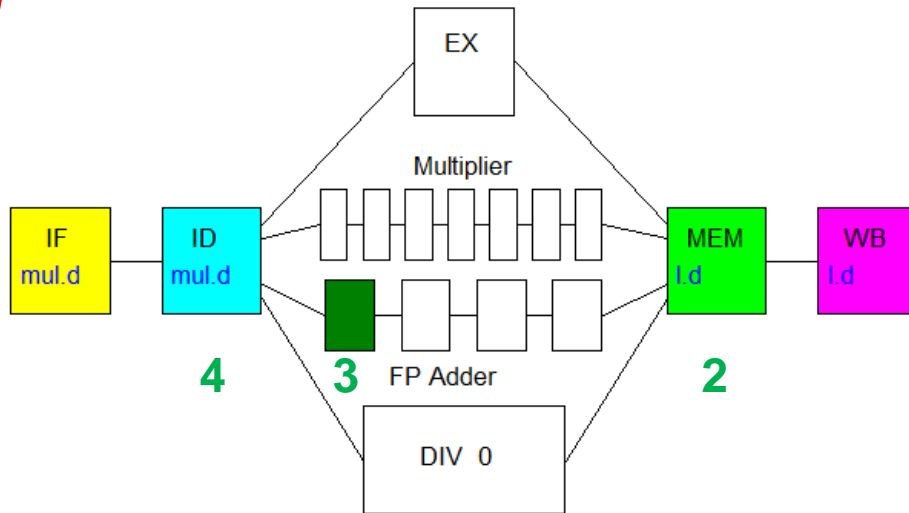 EX
Multiplier
IF
mul.d
ID
mul.d
MEM
l.d
WB
l.d
4
3
FP Adder
2
DIV 0